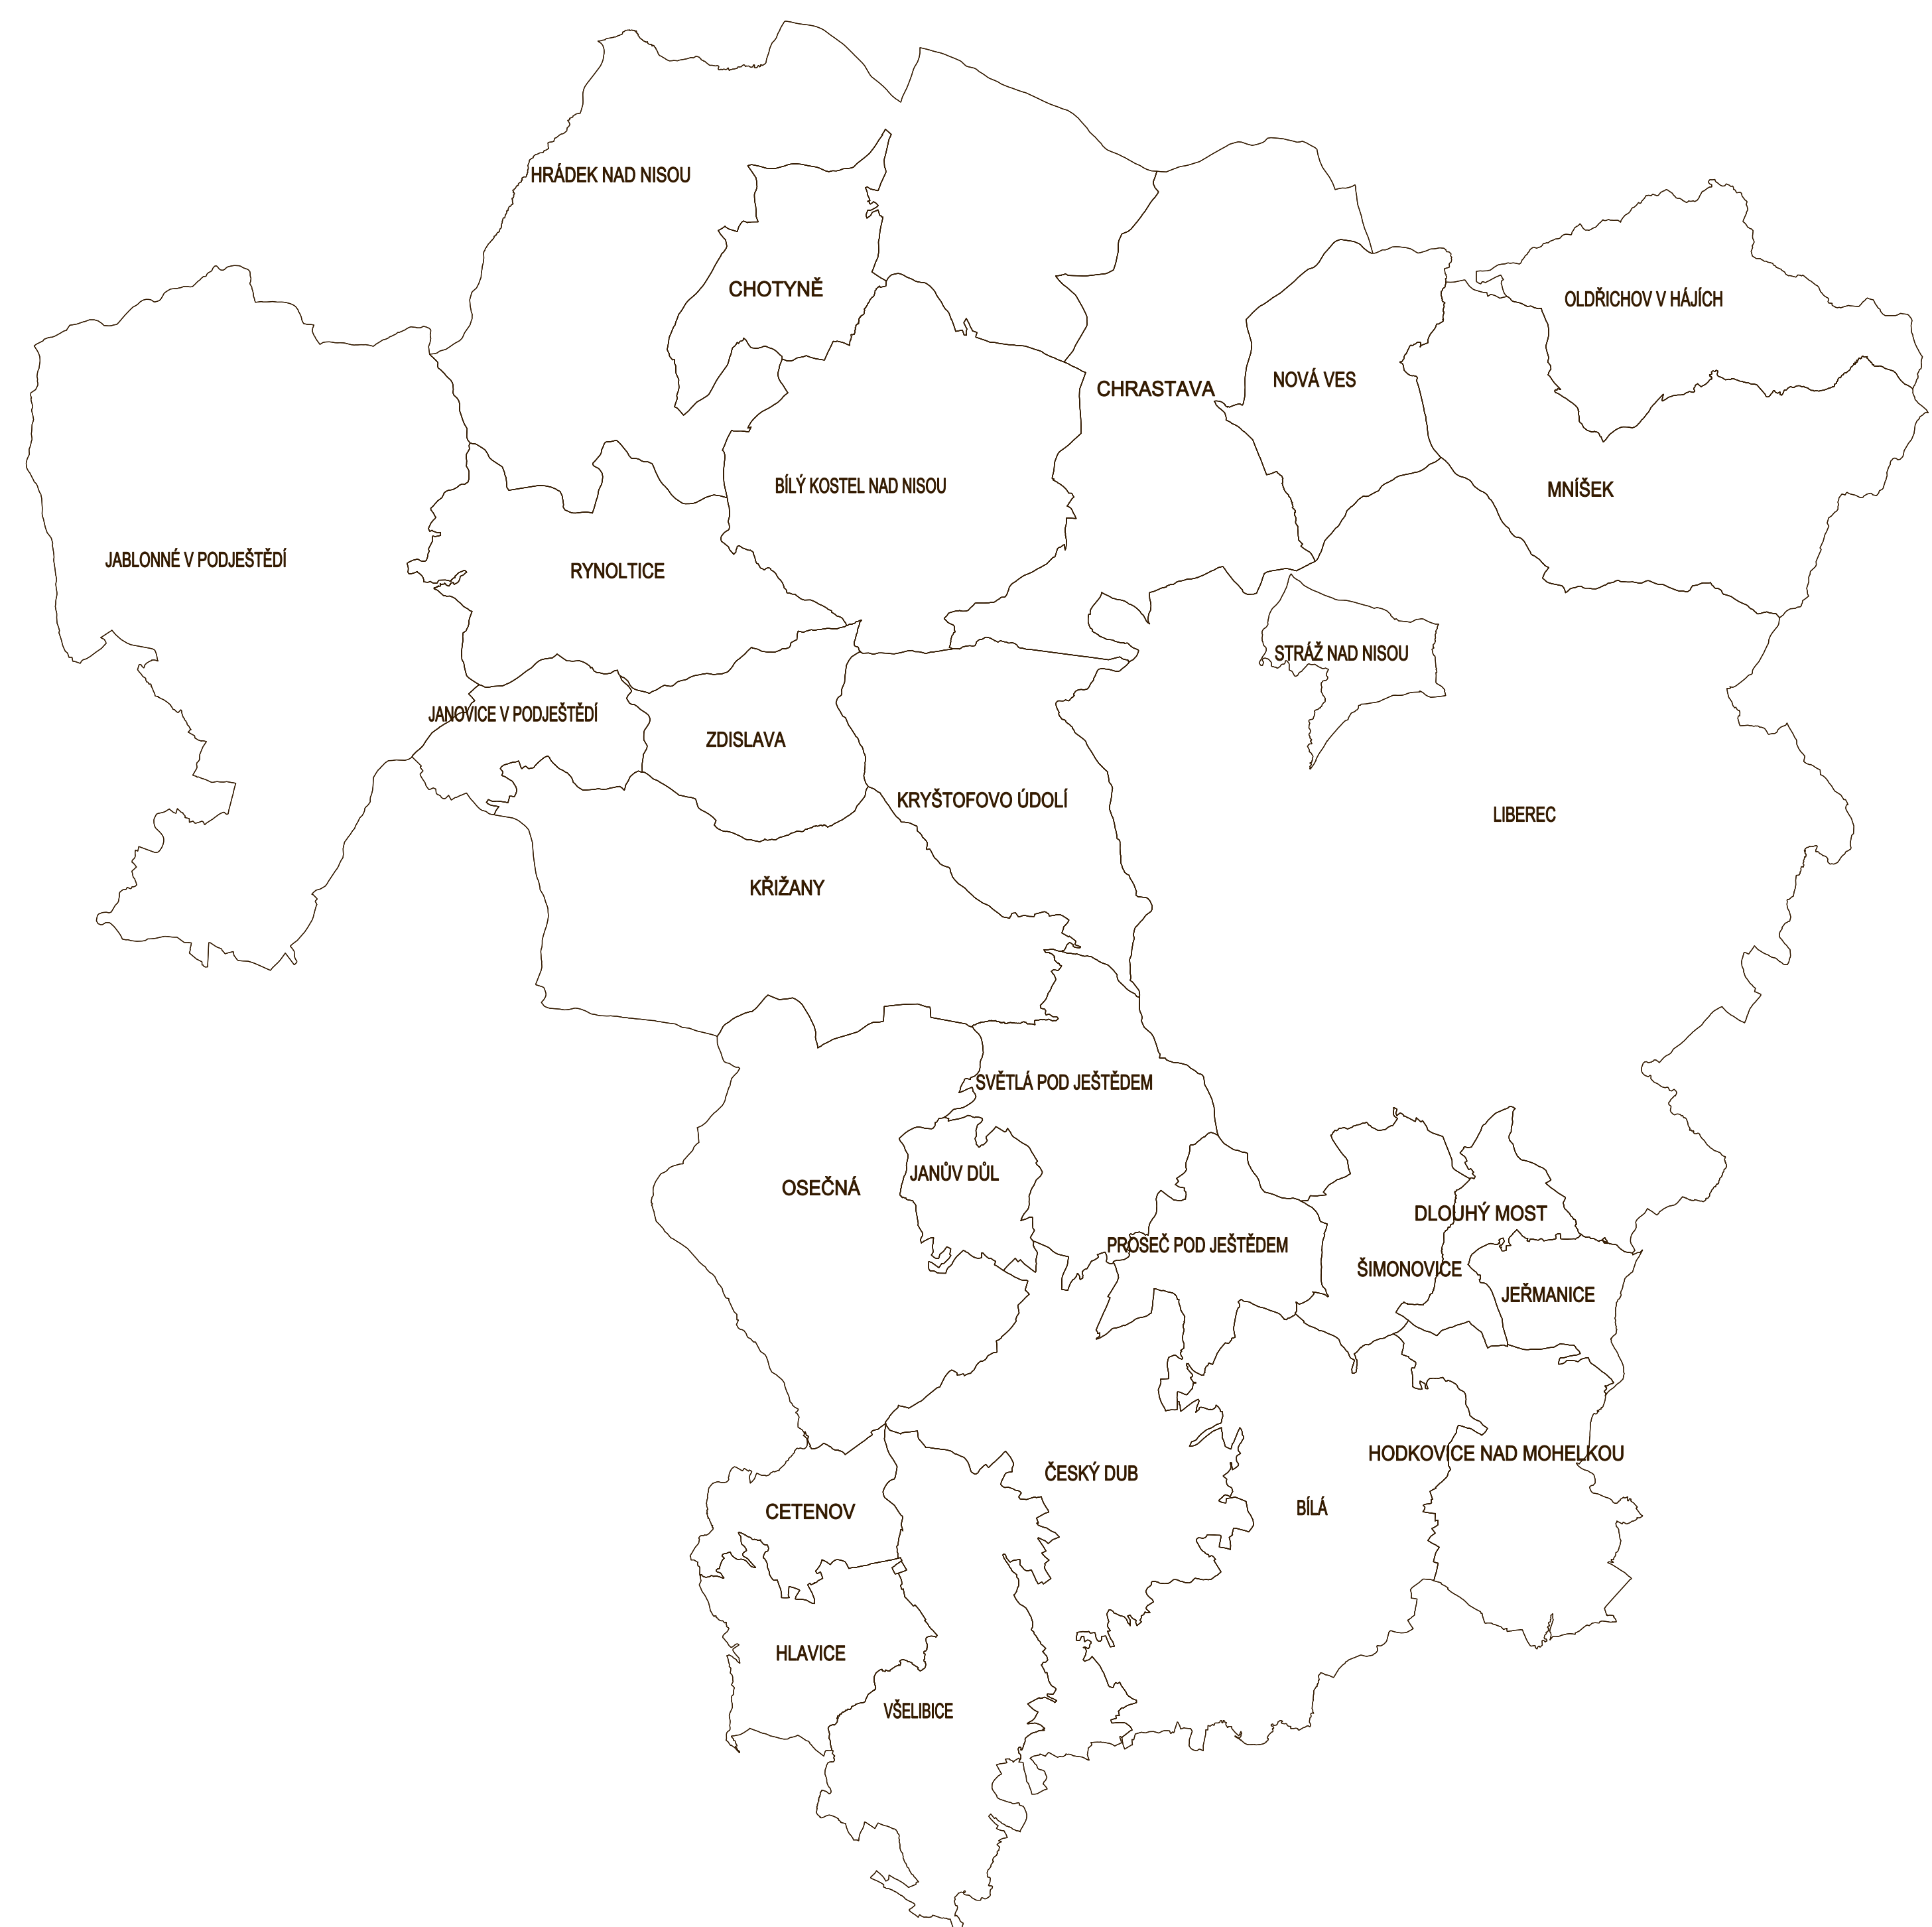 HRÁDEK NAD NISOU
CHOTYNĚ
OLDŘICHOV V HÁJÍCH
NOVÁ VES
CHRASTAVA
BÍLÝ KOSTEL NAD NISOU
MNÍŠEK
JABLONNÉ V PODJEŠTĚDÍ
RYNOLTICE
STRÁŽ NAD NISOU
JANOVICE V PODJEŠTĚDÍ
ZDISLAVA
KRYŠTOFOVO ÚDOLÍ
LIBEREC
KŘIŽANY
SVĚTLÁ POD JEŠTĚDEM
JANŮV DŮL
OSEČNÁ
DLOUHÝ MOST
PROSEČ POD JEŠTĚDEM
ŠIMONOVICE
JEŘMANICE
HODKOVICE NAD MOHELKOU
ČESKÝ DUB
BÍLÁ
CETENOV
HLAVICE
VŠELIBICE